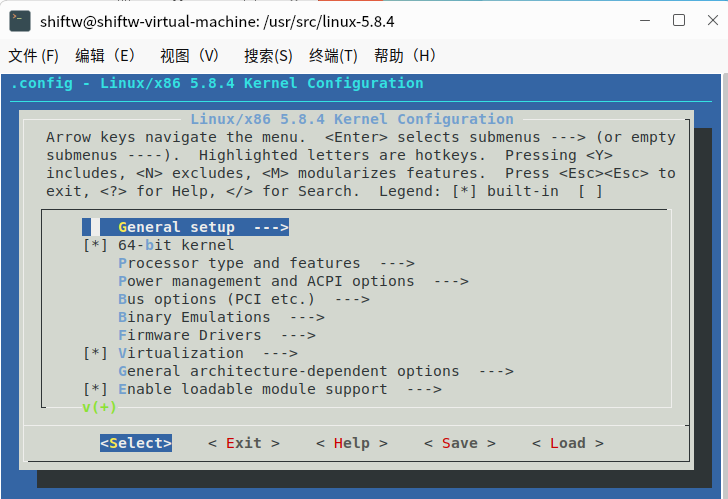 shiftw@shiftw-virtual-machine: /usr/src/linux-5.8.4
文件 (F) 编辑（E） 视图（V） 搜索(S) 终端(T) 帮助（H）
.config - Linux/x86 5.8.4 Kernel Configuration
Linux/x86 5.8.4 Kernel Configuration
Arrow keys navigate the menu.  <Enter> selects submenus ---> (or empty
submenus ----).  Highlighted letters are hotkeys.  Pressing <Y>
includes, <N> excludes, <M> modularizes features.  Press <Esc><Esc> to
exit, <?> for Help, </> for Search.  Legend: [*] built-in  [ ]
General setup  --->
[*] 64-bit kernel
Processor type and features  --->
Power management and ACPI options  --->
Bus options (PCI etc.)  --->
Binary Emulations  --->
Firmware Drivers  --->
[*] Virtualization  --->
General architecture-dependent options  --->
[*] Enable loadable module support  --->
v(+)
<Select>    < Exit >    < Help >    < Save >    < Load >